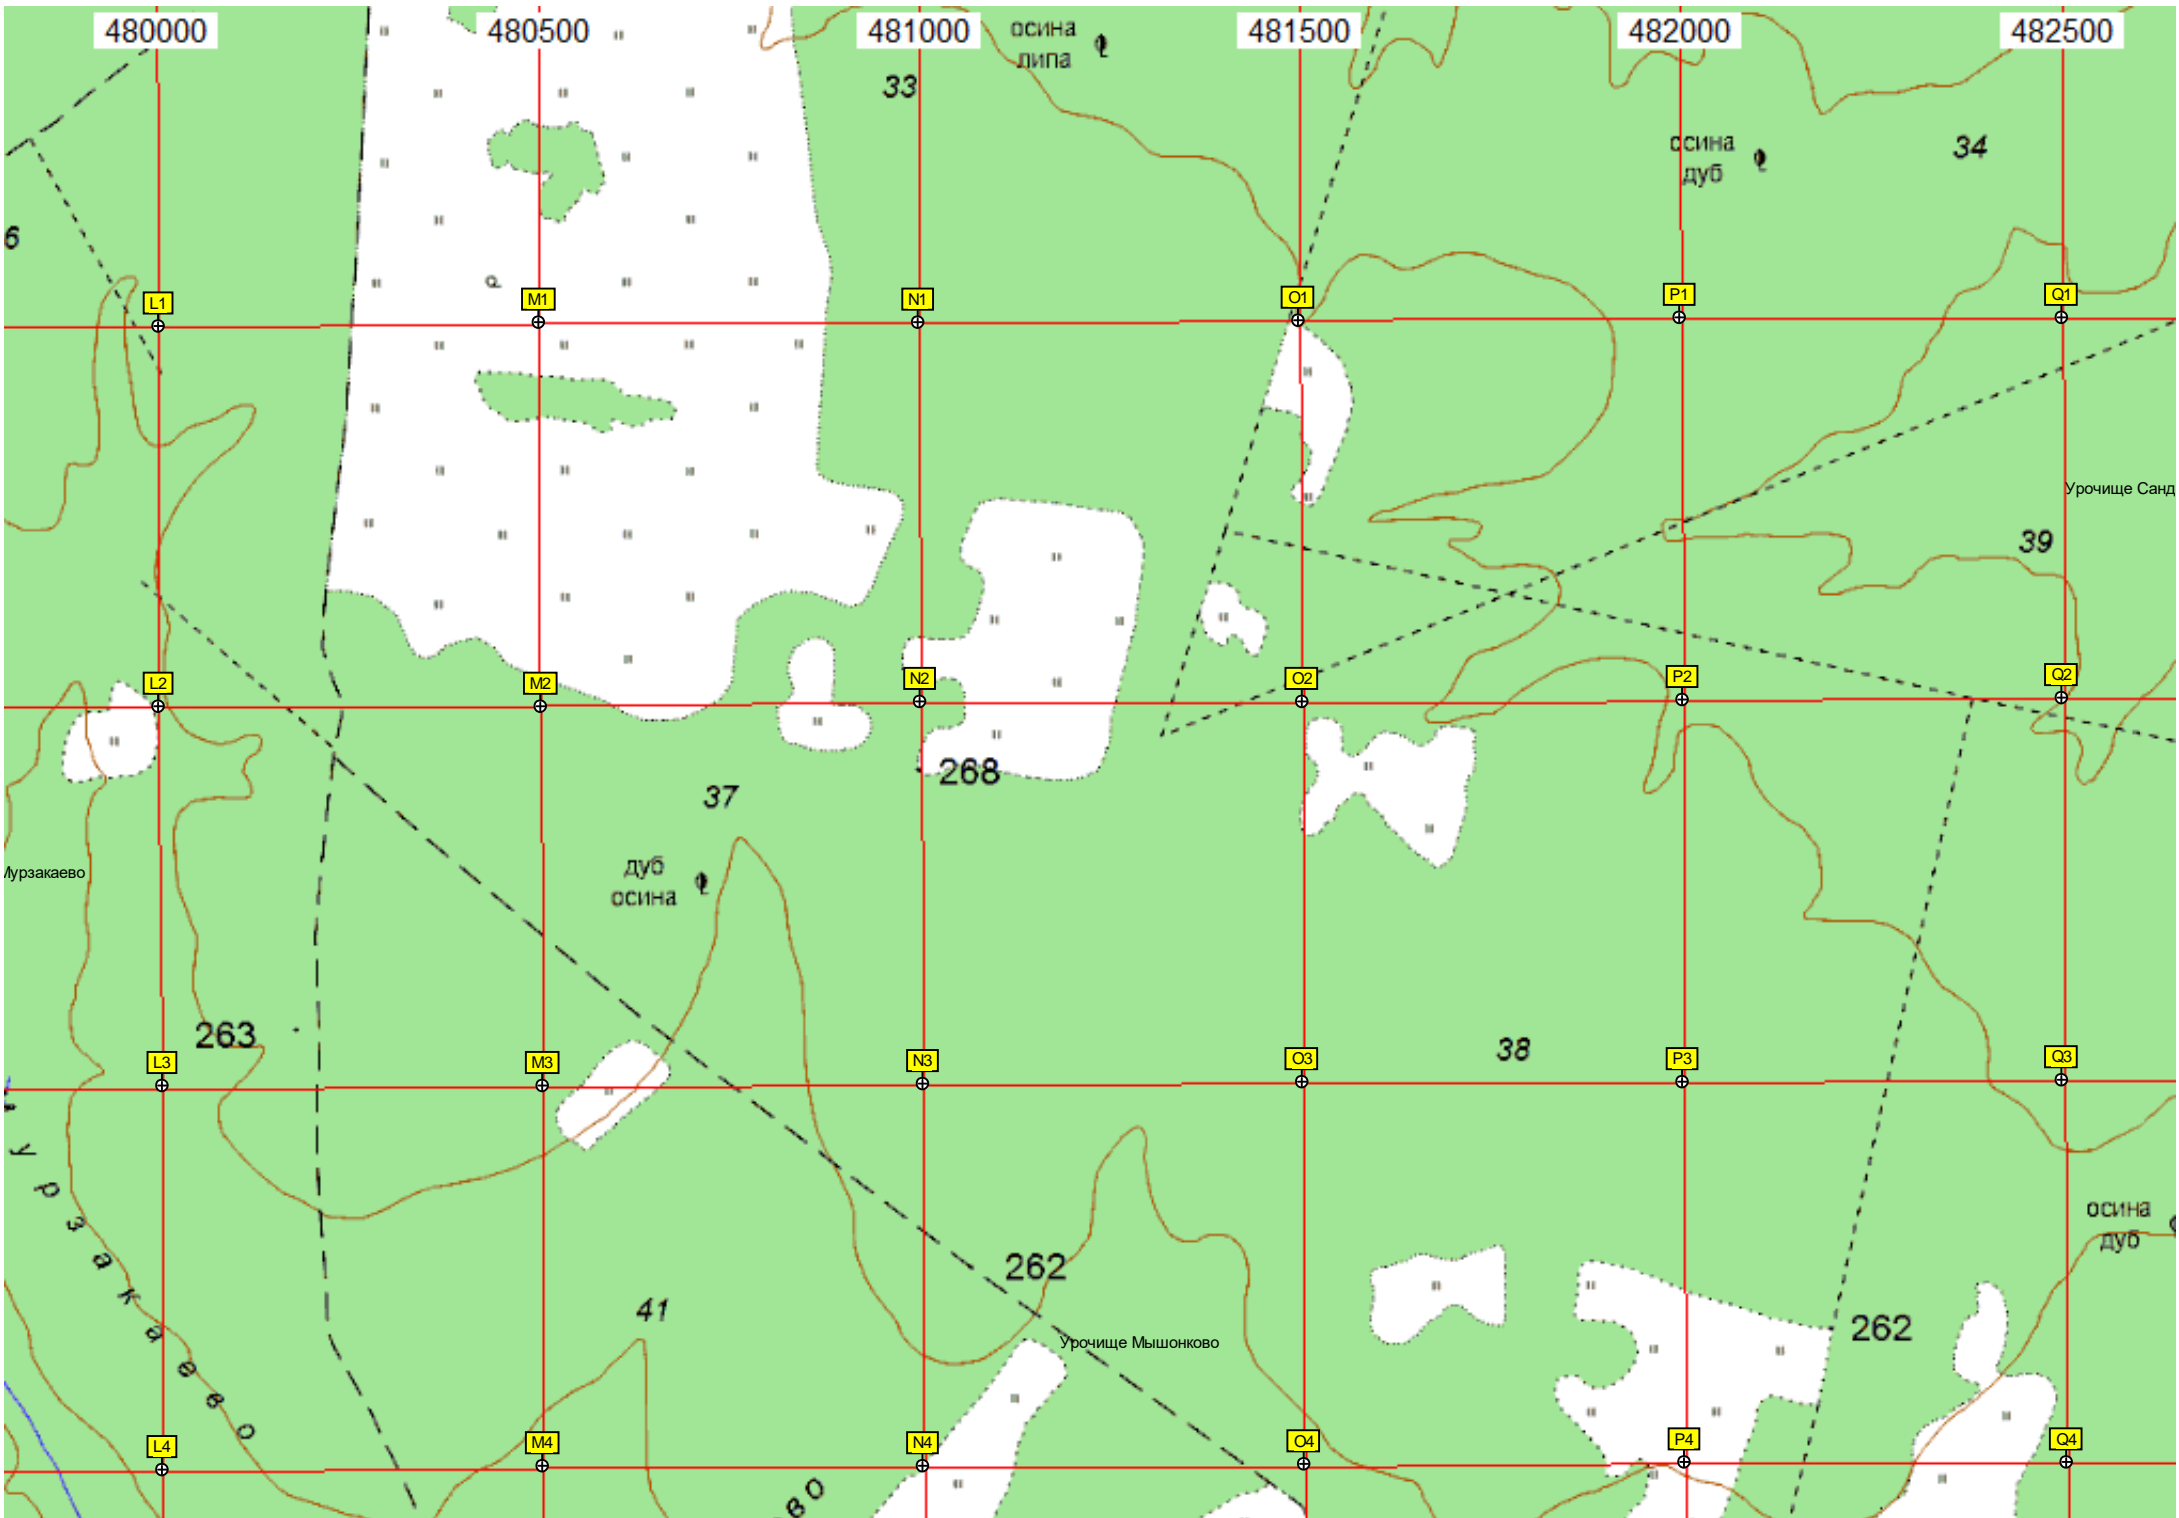 480000 480500 481000 481500 482000 482500
осина
липа
33
осина
дуб
34
6
L1 M1 N1 O1 P1 Q1
Урочище Санд
39
L2 M2 N2 O2 P2 Q2
268
37
дуб
осина
Мурзакаево
263
38
L3 M3 N3 O3 P3 Q3
урзакаево
осина
дуб
262
41
262
Урочище Мышонково
L4 M4 N4 O4 P4 Q4
во